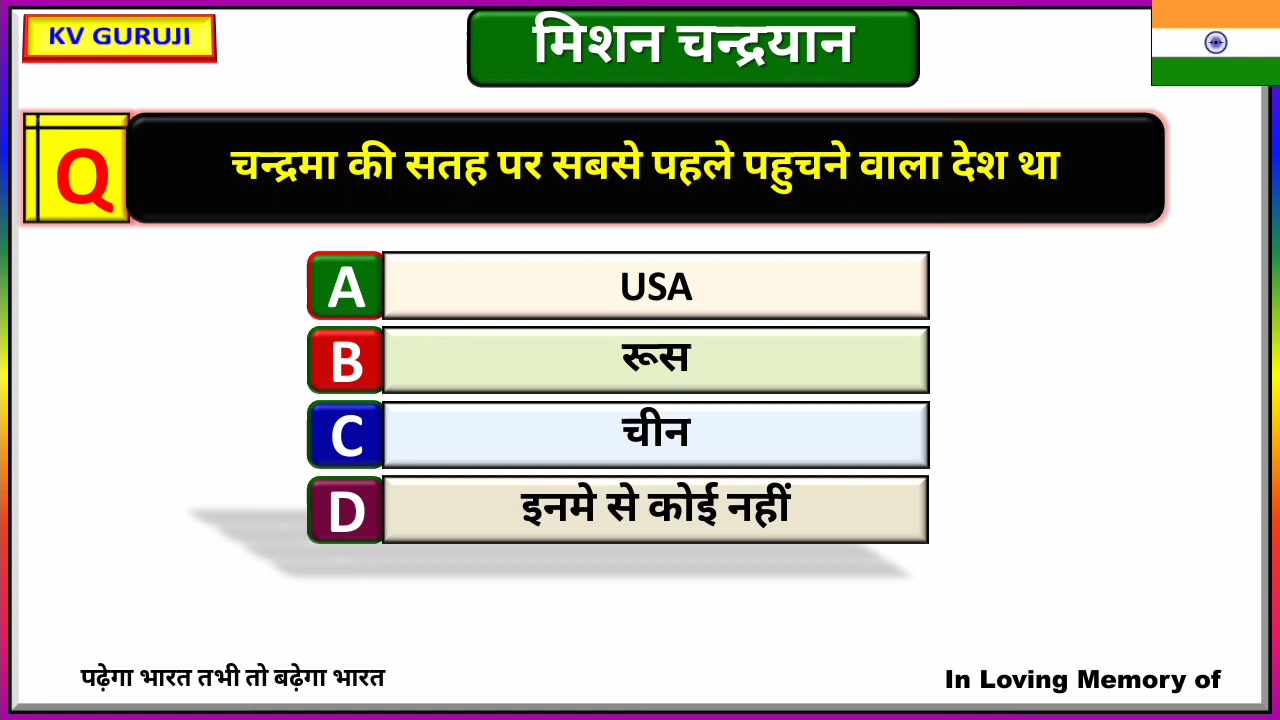 KV GURUJI
मिशन चन्द्रयान
Q
चन्द्रमा की सतह पर सबसे पहले पहुचने वाला देश था
A USA
B रूस
C चीन
D इनमे से कोई नहीं
पढ़ेगा भारत तभी तो बढ़ेगा भारत
In Loving Memory of